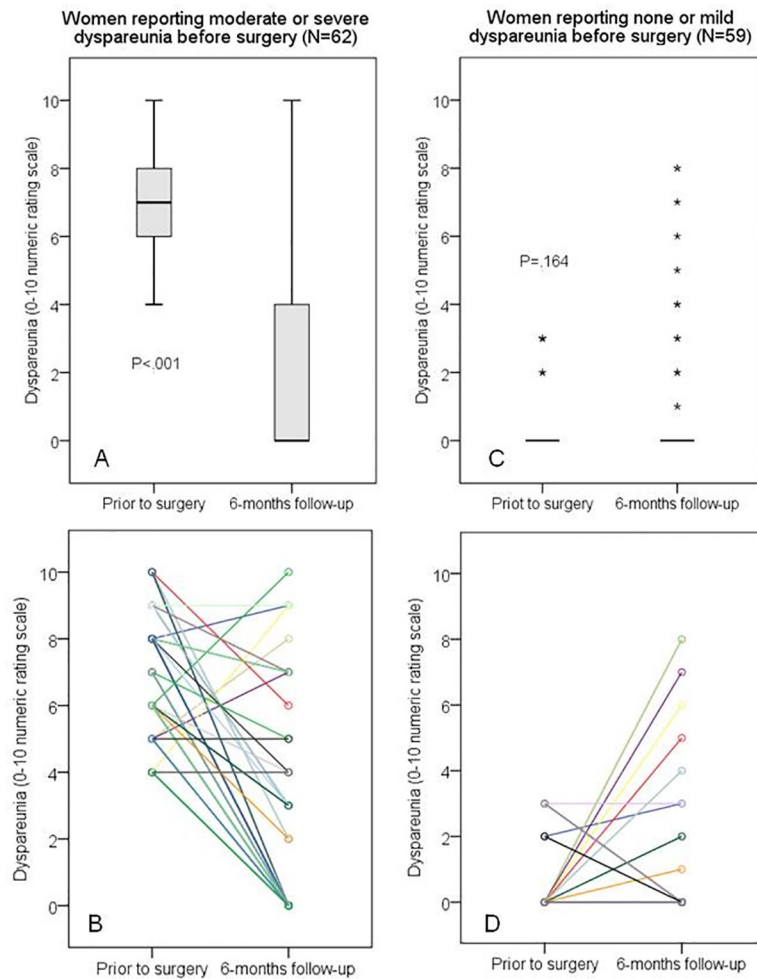 Women reporting moderate or severe
dyspareunia before surgery (N=62)
Dyspareunia (0-10 numeric rating scale)
10
8
6
4
2
0
P<.001
A
Prior to surgery
6-months follow-up
Women reporting none or mild
dyspareunia before surgery (N=59)
Dyspareunia (0-10 numeric rating scale)
10
8
6
4
2
0
P=.164
*
*
*
*
*
*
*
*
*
*
C
Priot to surgery
6-months follow-up
Dyspareunia (0-10 numeric rating scale)
10
8
6
4
2
0
B
Prior to surgery
6-months follow-up
Dyspareunia (0-10 numeric rating scale)
10
8
6
4
2
0
D
Prior to surgery
6-months follow-up